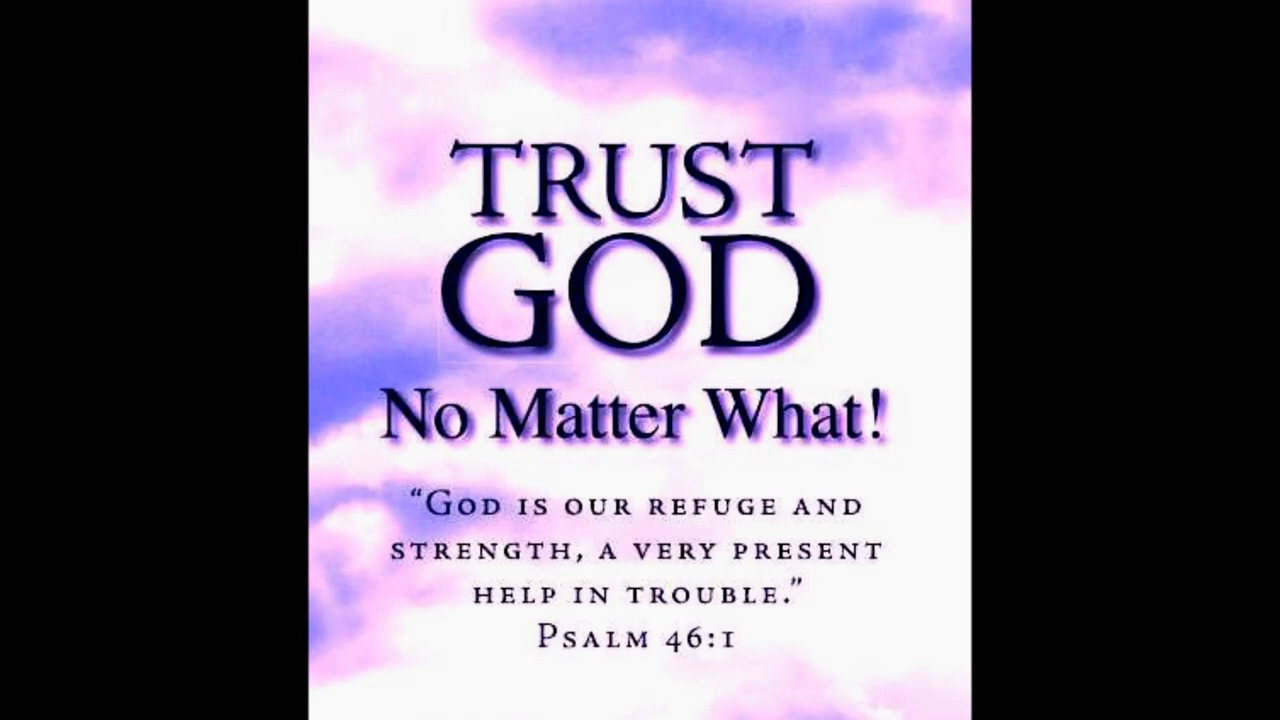 TRUST
GOD
No Matter What!
“God is our refuge and
strength, a very present
help in trouble.”
Psalm 46:1